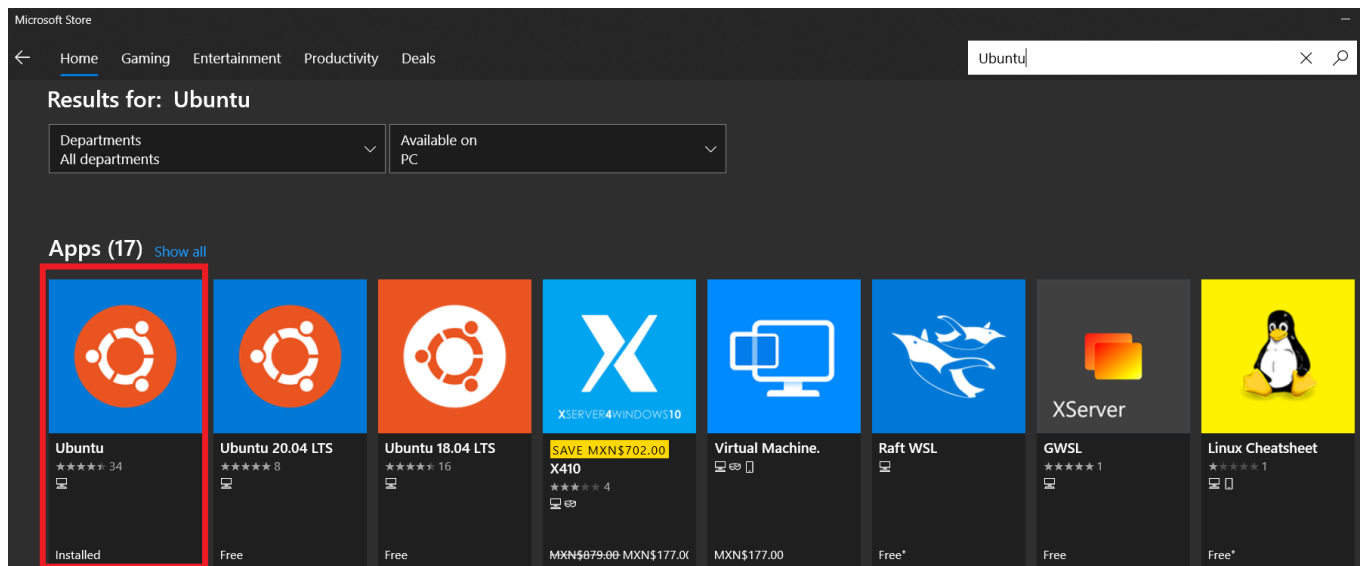 Microsoft Store
Home Gaming Entertainment Productivity Deals
Ubuntu
Results for: Ubuntu
Departments
All departments
Available on
PC
Apps (17) Show all
XSERVER4WINDOWS10
XServer
Ubuntu
34
Installed
Ubuntu 20.04 LTS
8
Free
Ubuntu 18.04 LTS
16
Free
SAVE MXN$702.00
X410
4
MXN$879.00 MXN$177.00
Virtual Machine.
MXN$177.00
Raft WSL
Free*
GWSL
1
Free
Linux Cheatsheet
1
Free*